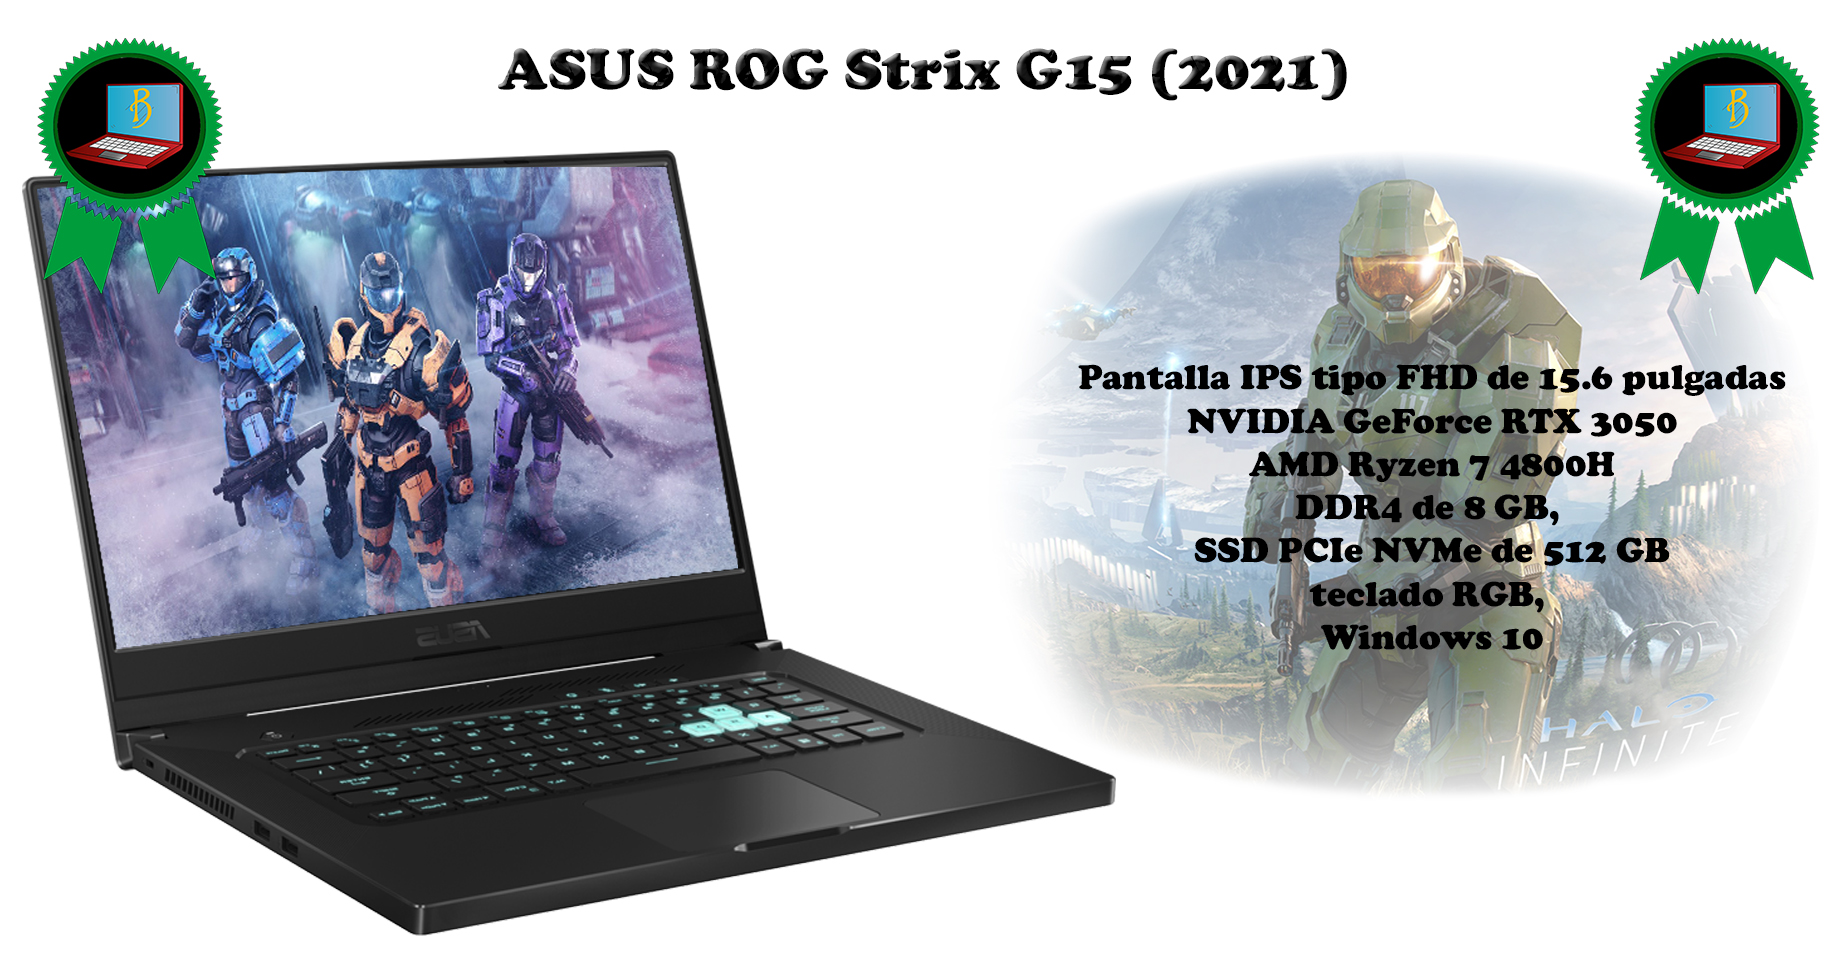 ASUS ROG Strix G15 (2021)
B
B
Pantalla IPS tipo FHD de 15.6 pulgadas
NVIDIA GeForce RTX 3050
AMD Ryzen 7 4800H
DDR4 de 8 GB,
SSD PCIe NVMe de 512 GB
teclado RGB,
Windows 10
117
HALO
INFINITE